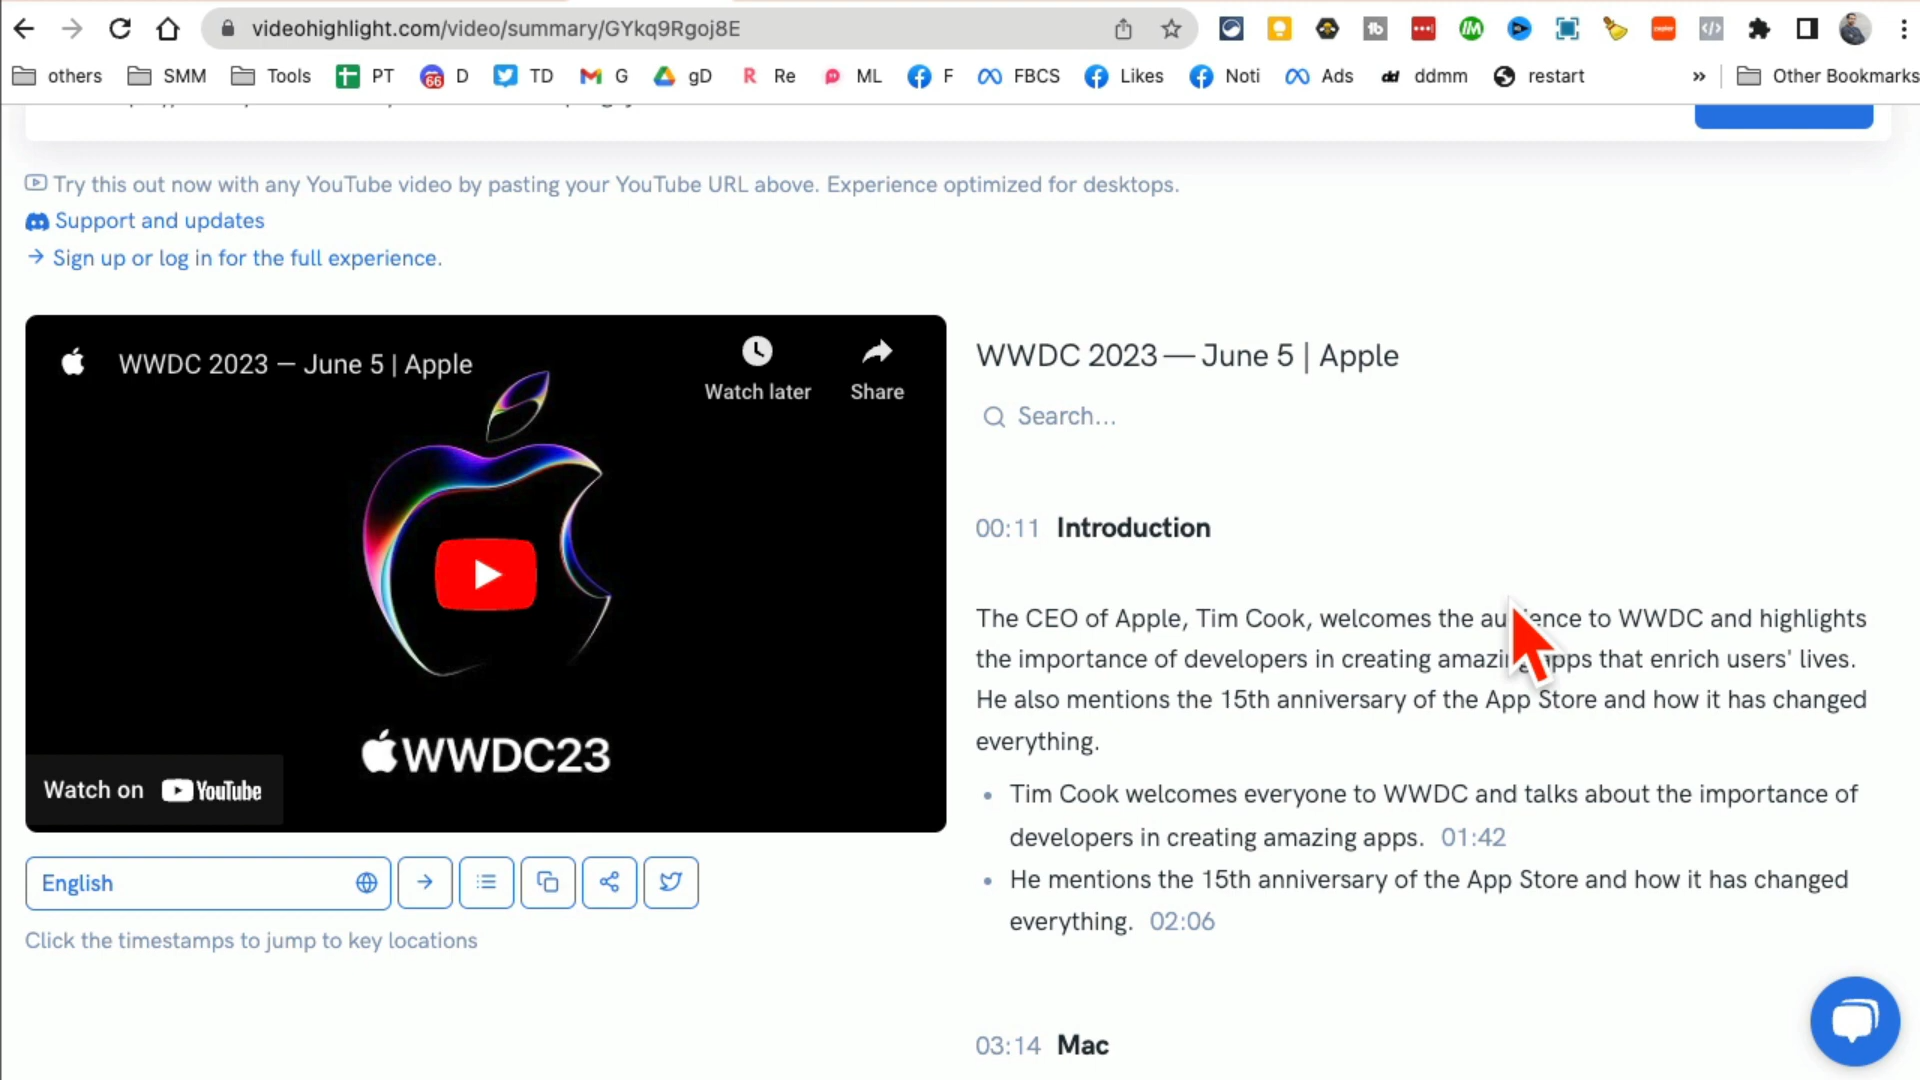 videohighlight.com/video/summary/GYkq9Rgoj8E
others SMM Tools PT D TD G gD Re ML F FBCS Likes Noti Ads ddmm restart » Other Bookmarks
Try this out now with any YouTube video by pasting your YouTube URL above. Experience optimized for desktops.
Support and updates
Sign up or log in for the full experience.
WWDC 2023 — June 5 | Apple
Watch later
Share
WWDC23
Watch on YouTube
English
Click the timestamps to jump to key locations
WWDC 2023 — June 5 | Apple
Search...
00:11 Introduction
The CEO of Apple, Tim Cook, welcomes the to WWDC and highlights
the importance of developers in creating amazing apps that enrich users' lives.
He also mentions the 15th anniversary of the App Store and how it has changed
everything.
• Tim Cook welcomes everyone to WWDC and talks about the importance of
developers in creating amazing apps. 01:42
• He mentions the 15th anniversary of the App Store and how it has changed
everything. 02:06
03:14 Mac